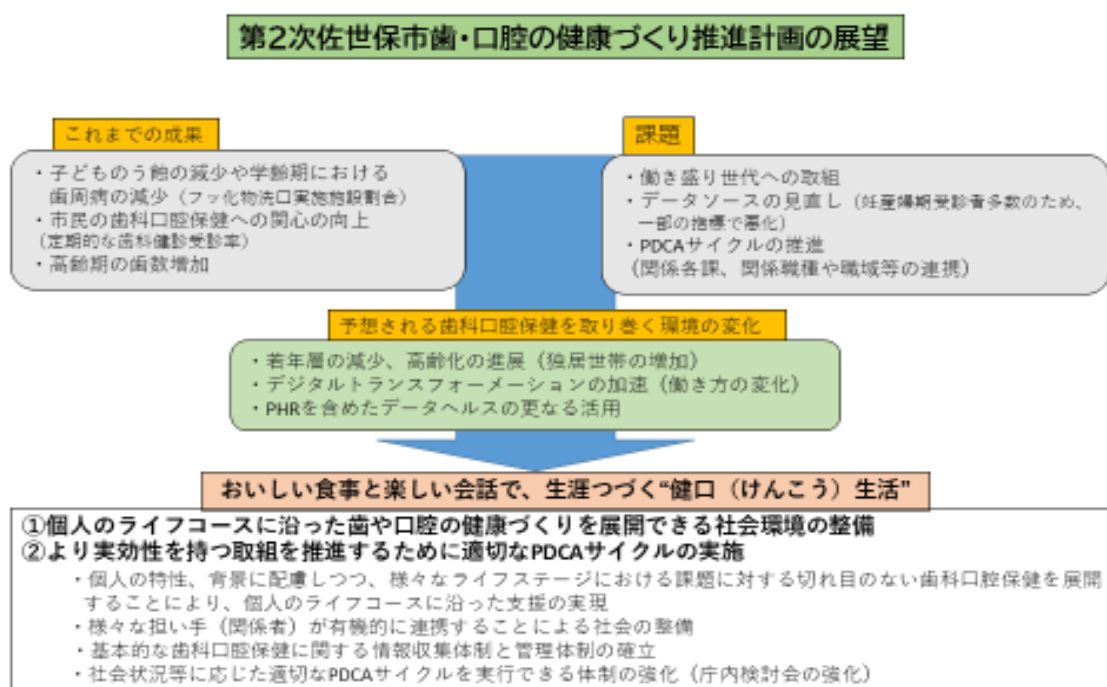 第2次佐世保市歯・口腔の健康づくり推進計画の展望
これまでの成果
・子どものう蝕の減少や学齢期における
歯周病の減少（フッ化物洗口実施施設割合）
・市民の歯科口腔保健への関心の向上
（定期的な歯科健診受診率）
・高齢期の歯数増加
課題
・働き盛り世代への取組
・データソースの見直し（妊産婦期受診者多数のため、
一部の指標で悪化）
・PDCAサイクルの推進
（関係各課、関係職種や職域等の連携）
予想される歯科口腔保健を取り巻く環境の変化
・若年層の減少、高齢化の進展（独居世帯の増加）
・デジタルトランスフォーメーションの加速（働き方の変化）
・PHRを含めたデータヘルスの更なる活用
おいしい食事と楽しい会話で、生涯つづく“健口（けんこう）生活”
①個人のライフコースに沿った歯や口腔の健康づくりを展開できる社会環境の整備
②より実効性を持つ取組を推進するために適切なPDCAサイクルの実施
・個人の特性、背景に配慮しつつ、様々なライフステージにおける課題に対する切れ目のない歯科口腔保健を展開
することにより、個人のライフコースに沿った支援の実現
・様々な担い手（関係者）が有機的に連携することによる社会の整備
・基本的な歯科口腔保健に関する情報収集体制と管理体制の確立
・社会状況等に応じた適切なPDCAサイクルを実行できる体制の強化（庁内検討会の強化）